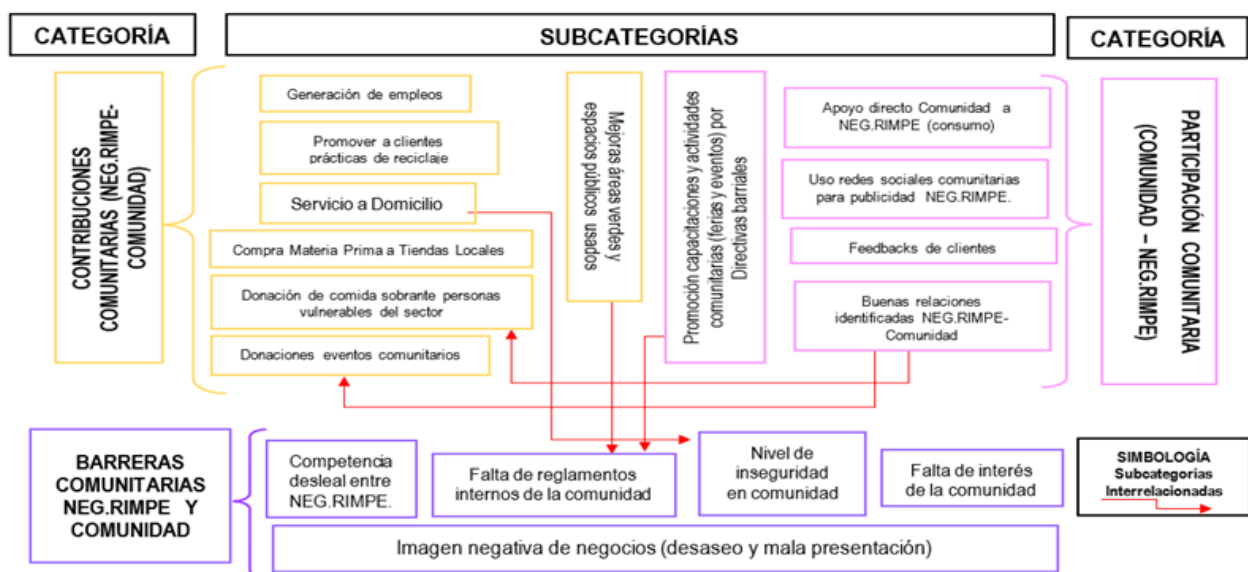 CATEGORÍA
SUBCATEGORÍAS
CATEGORÍA
CONTRIBUCIONES
COMUNITARIAS (NEG.RIMPE-
COMUNIDAD)
Generación de empleos
Promover a clientes
prácticas de reciclaje
Servicio a Domicilio
Compra Materia Prima a Tiendas Locales
Donación de comida sobrante personas
vulnerables del sector
Donaciones eventos comunitarios
Mejoras áreas verdes y
espacios públicos usados
Promoción capacitaciones y actividades
comunitarias (ferias y eventos) por
Directivas barriales
Apoyo directo Comunidad a
NEG.RIMPE (consumo)
Uso redes sociales comunitarias
para publicidad NEG.RIMPE.
Feedbacks de clientes
Buenas relaciones
identificadas NEG.RIMPE-
Comunidad
PARTICIPACIÓN COMUNITARIA
(COMUNIDAD – NEG.RIMPE)
BARRERAS
COMUNITARIAS
NEG.RIMPE Y
COMUNIDAD
Competencia
desleal entre
NEG.RIMPE.
Falta de reglamentos
internos de la comunidad
Nivel de
inseguridad
en comunidad
Falta de interés
de la comunidad
Imagen negativa de negocios (desaseo y mala presentación)
SIMBOLOGÍA
Subcategorías
Interrelacionadas